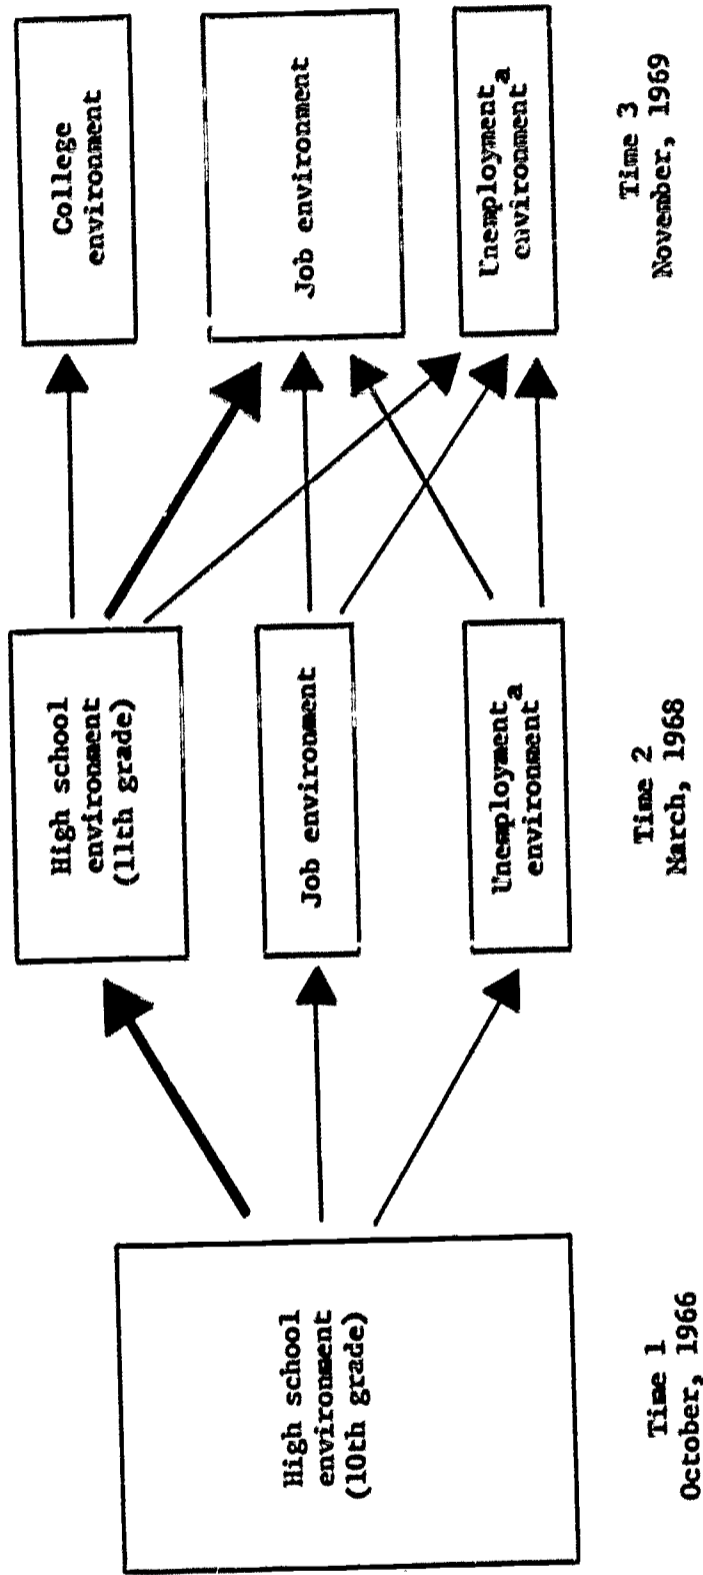 High school
environment
(10th grade)
Time 1
October, 1966
High school
environment
(11th grade)
Job environment
Unemployment
environment a
Time 2
March, 1968
College
environment
Job environment
Unemployment
environment a
Time 3
November, 1969